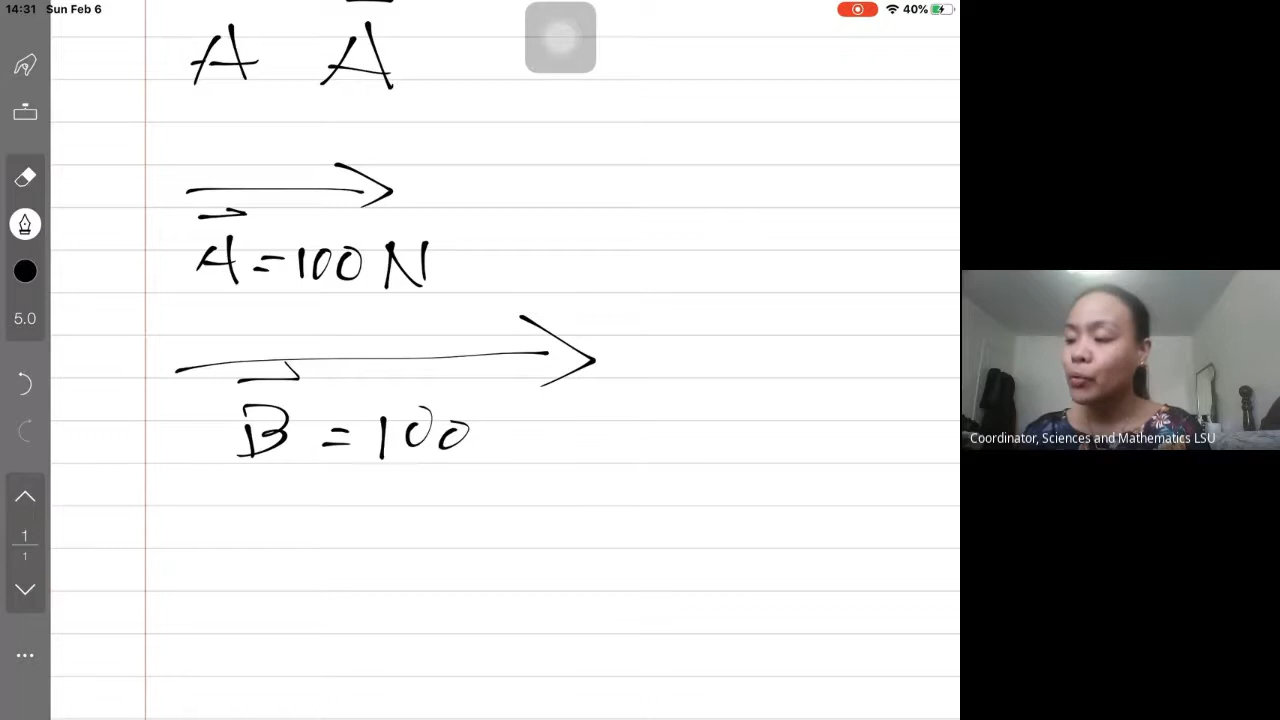 14:31 Sun Feb 6 40%
A A
A = 100 N
B = 100
5.0
1
1
Coordinator, Sciences and Mathematics LSU